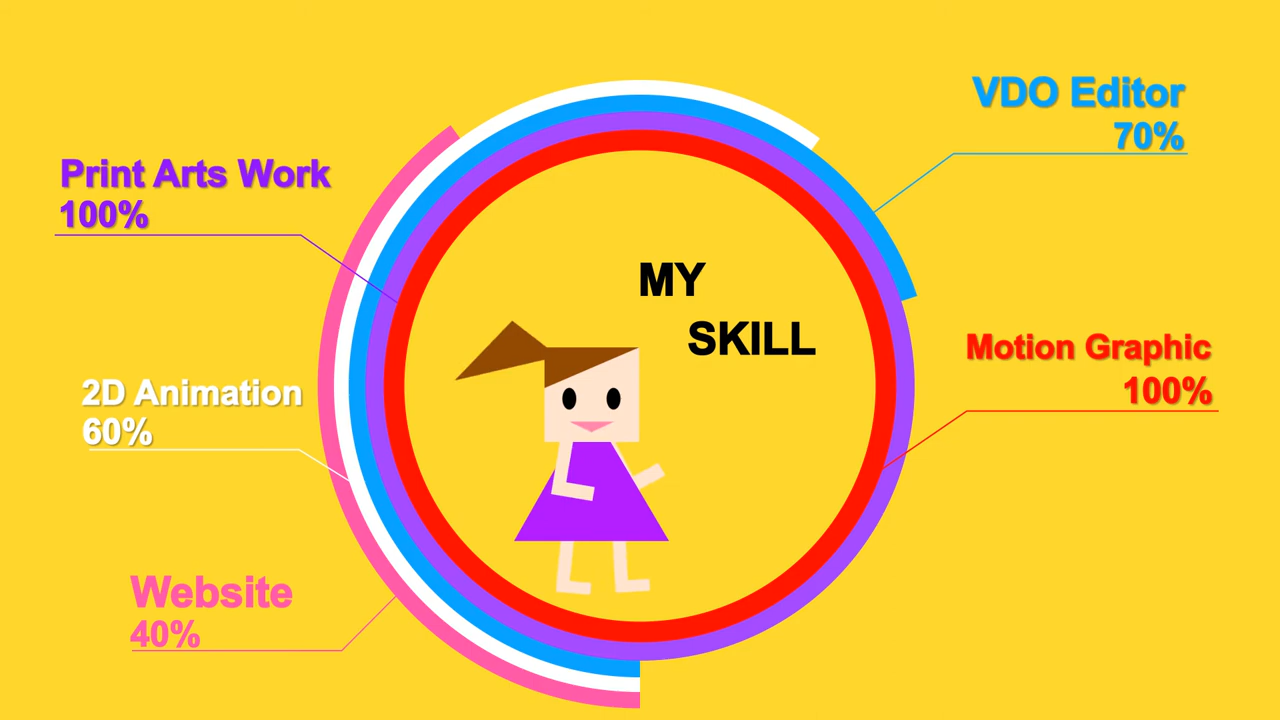 VDO Editor
70%
Print Arts Work
100%
MY
SKILL
Motion Graphic
100%
2D Animation
60%
Website
40%